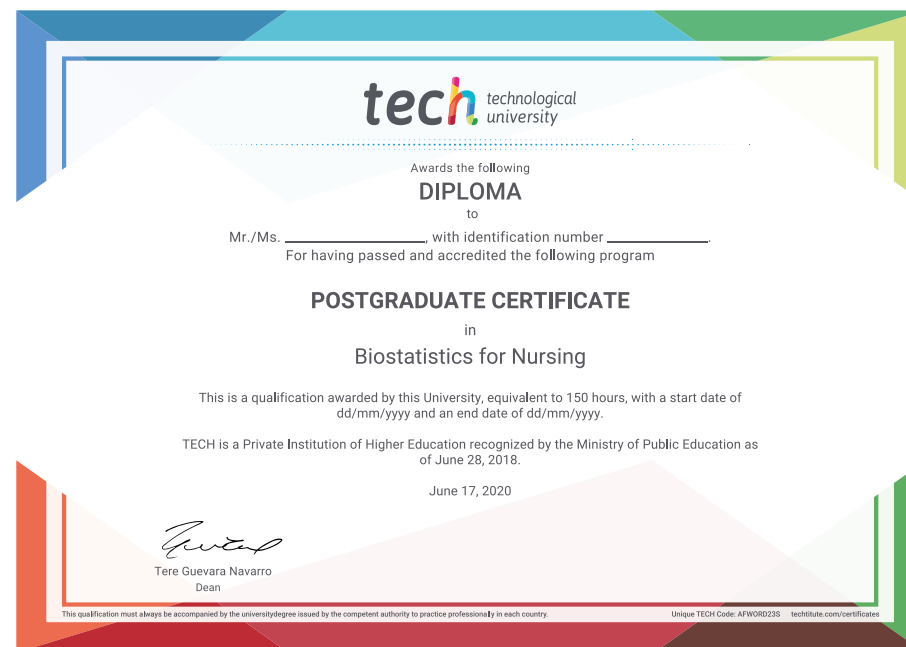 tech technological
university
Awards the following
DIPLOMA
to
Mr./Ms. ____________________, with identification number ______________.
For having passed and accredited the following program
POSTGRADUATE CERTIFICATE
in
Biostatistics for Nursing
This is a qualification awarded by this University, equivalent to 150 hours, with a start date of
dd/mm/yyyy and an end date of dd/mm/yyyy.
TECH is a Private Institution of Higher Education recognized by the Ministry of Public Education as
of June 28, 2018.
June 17, 2020
Tere Guevara Navarro
Dean
This qualification must always be accompanied by the universitydegree issued by the competent authority to practice professionally in each country. Unique TECH Code: AFWORD23S techtitute.com/certificates